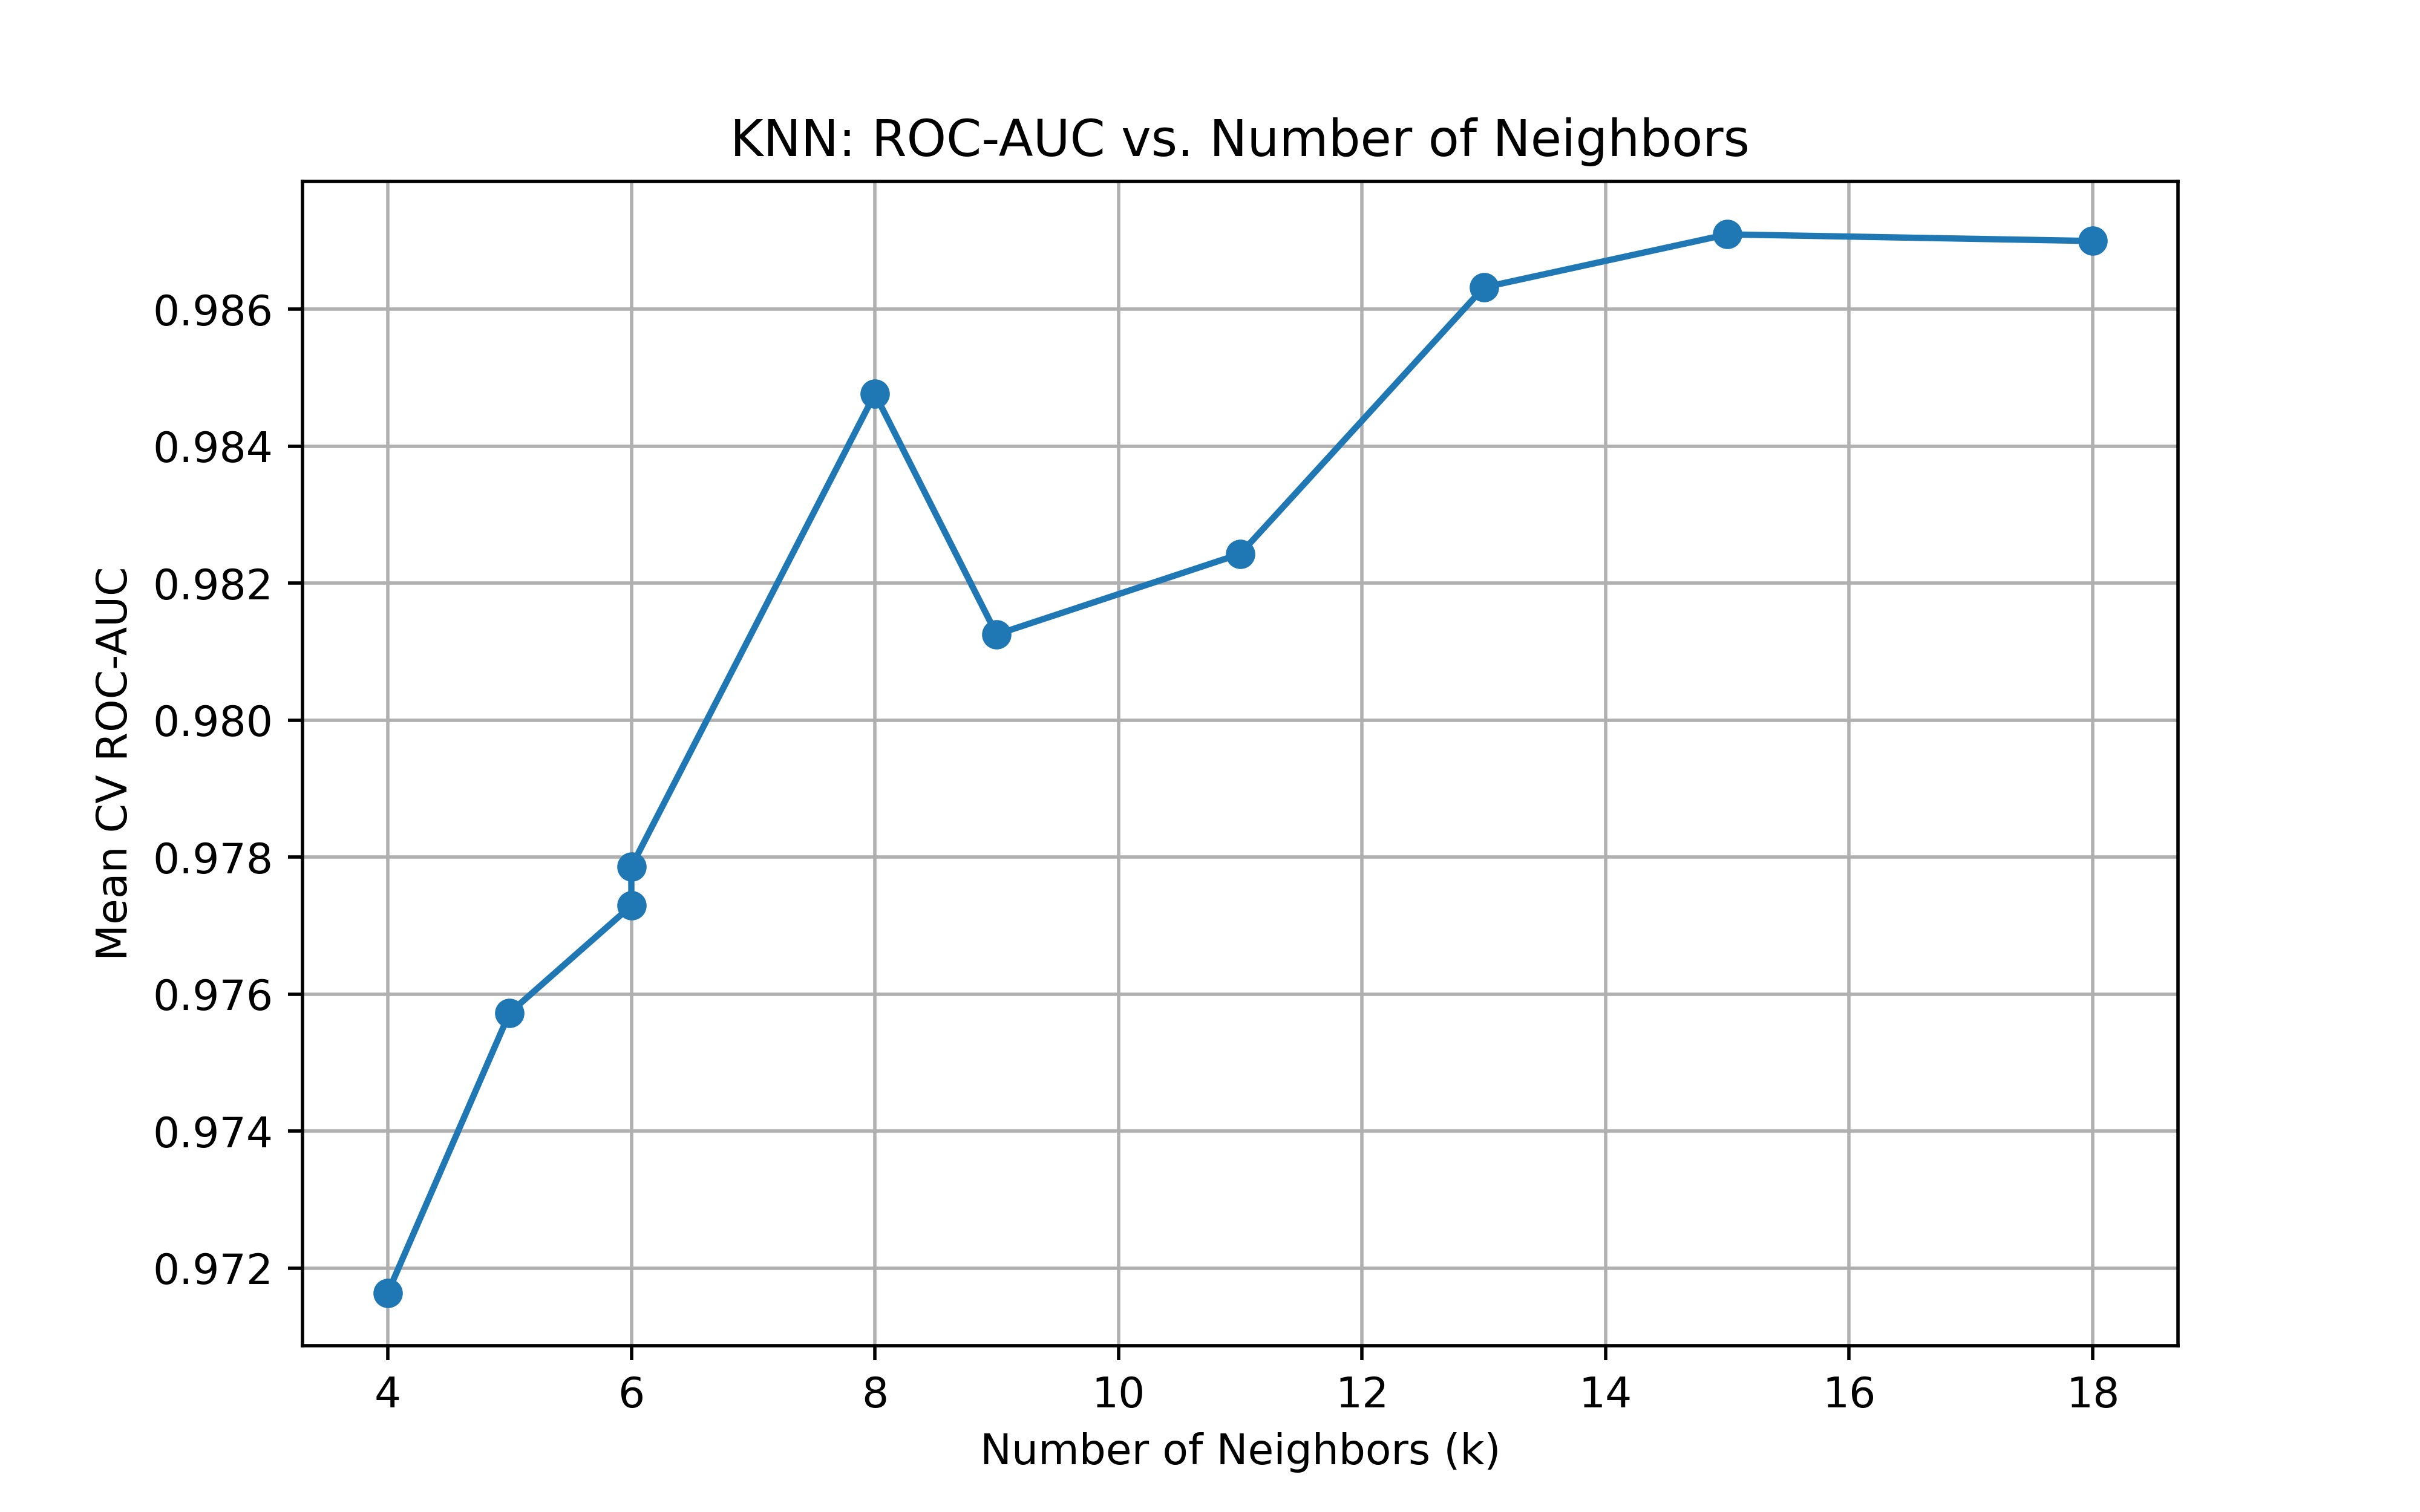 KNN: ROC-AUC vs. Number of Neighbors
Mean CV ROC-AUC
0.986
0.984
0.982
0.980
0.978
0.976
0.974
0.972
4 6 8 10 12 14 16 18
Number of Neighbors (k)